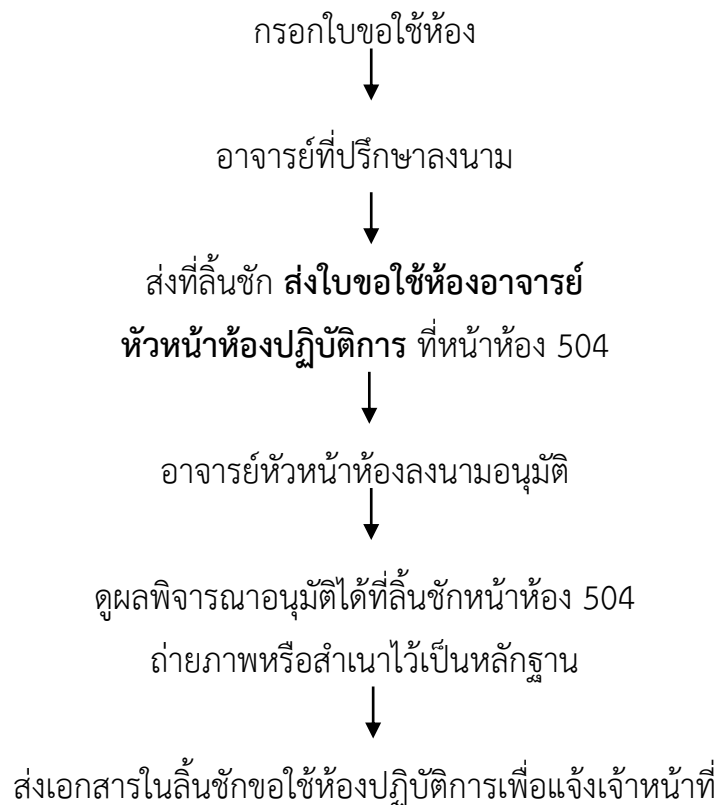 กรอกใบขอใช้ห้อง
อาจารย์ที่ปรึกษาลงนาม
ส่งที่ลิ้นชัก ส่งใบขอใช้ห้องอาจารย์
หัวหน้าห้องปฏิบัติการ ที่หน้าห้อง 504
อาจารย์หัวหน้าห้องลงนามอนุมัติ
ดูผลพิจารณาอนุมัติได้ที่ลิ้นชักหน้าห้อง 504
ถ่ายภาพหรือสำเนาไว้เป็นหลักฐาน
ส่งเอกสารในลิ้นชักขอใช้ห้องปฏิบัติการเพื่อแจ้งเจ้าหน้าที่